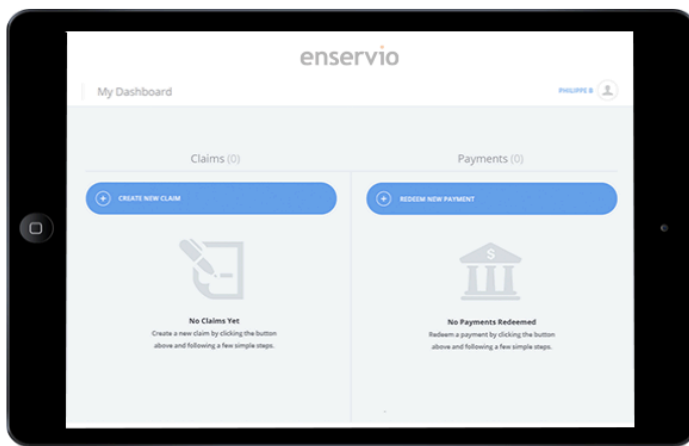 enservio
My Dashboard
PHILIPPE B
Claims (0)
Payments (0)
CREATE NEW CLAIM
REDEEM NEW PAYMENT
$
No Claims Yet
Create a new claim by clicking the button
above and following a few simple steps.
No Payments Redeemed
Redeem a payment by clicking the button
above and following a few simple steps.